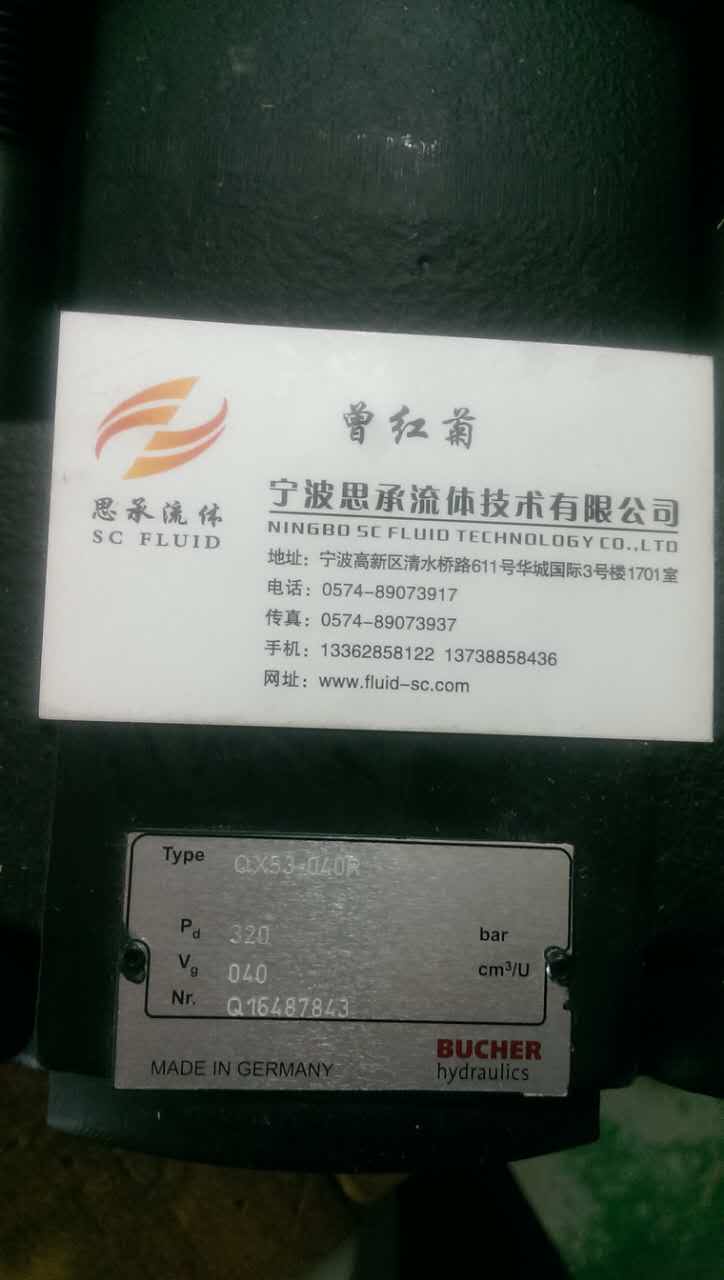 曾红菊
思承流体
SC FLUID
宁波思承流体技术有限公司
NINGBO SC FLUID TECHNOLOGY CO.,LTD
地址：宁波高新区清水桥路611号华城国际3号楼1701室
电话：0574-89073917
传真：0574-89073937
手机：13362858122 13738858436
网址：www.fluid-sc.com
Type QX53-040R
Pd 320 bar
Vg 040 cm³/U
Nr. Q16487843
MADE IN GERMANY
BUCHER
hydraulics